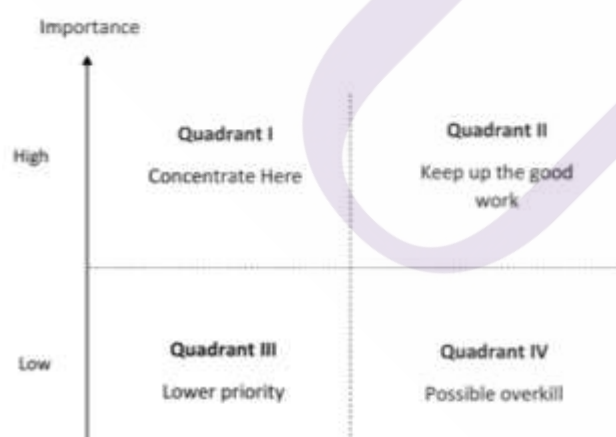 Importance
High
Quadrant I
Concentrate Here
Quadrant II
Keep up the good
work
Low
Quadrant III
Lower priority
Quadrant IV
Possible overkill